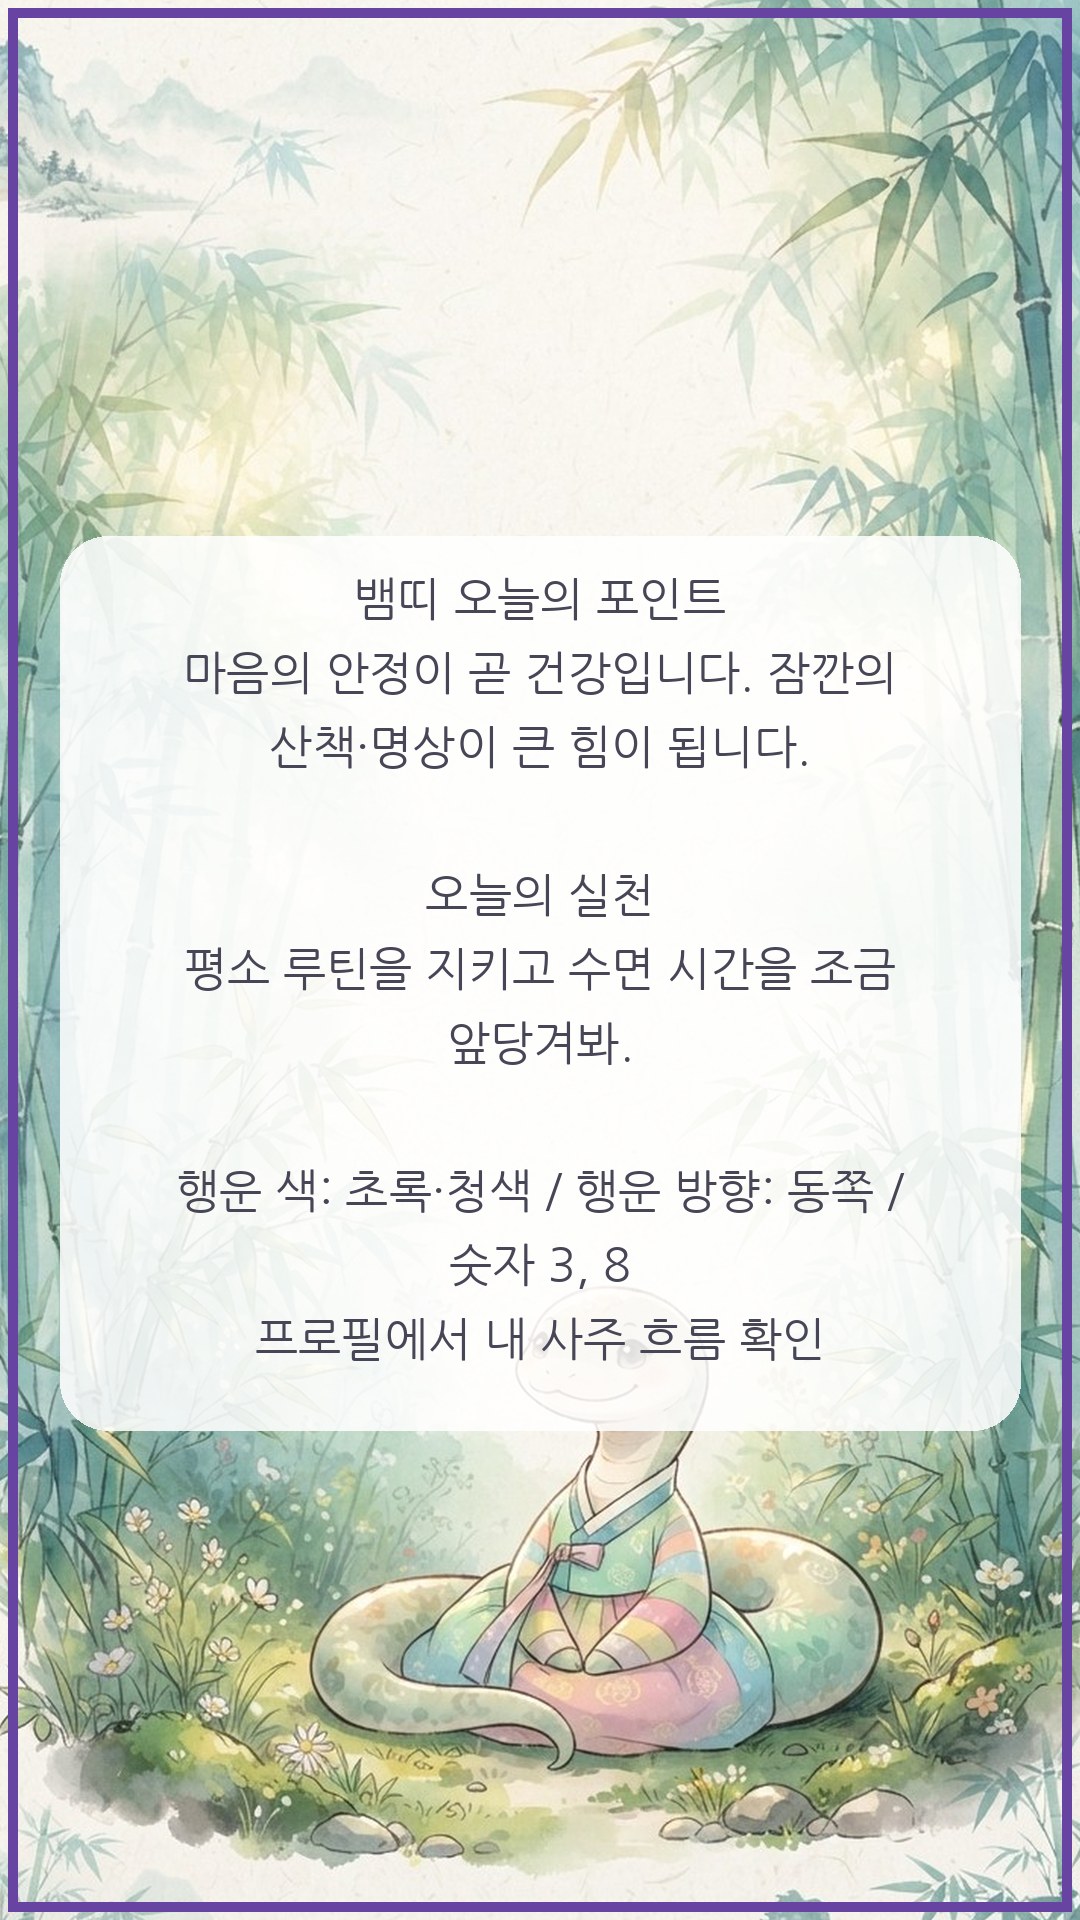 뱀띠 오늘의 포인트
마음의 안정이 곧 건강입니다. 잠깐의
산책·명상이 큰 힘이 됩니다.
오늘의 실천
평소 루틴을 지키고 수면 시간을 조금
앞당겨봐.
행운 색: 초록·청색 / 행운 방향: 동쪽 /
숫자 3, 8
프로필에서 내 사주 흐름 확인